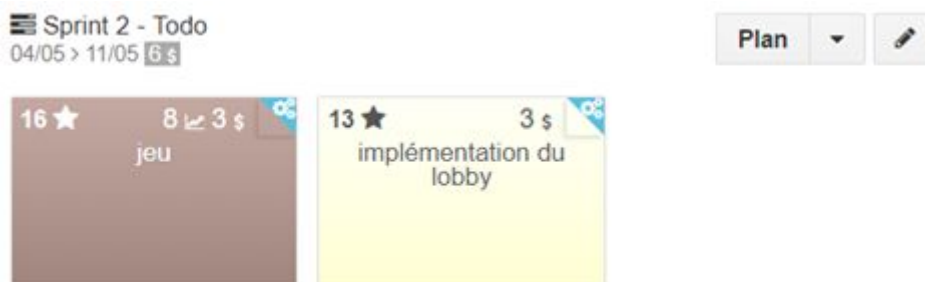 Sprint 2 - Todo
04/05 > 11/05 6 $
Plan
16 8 3 $
jeu
13 3 $
implémentation du
lobby